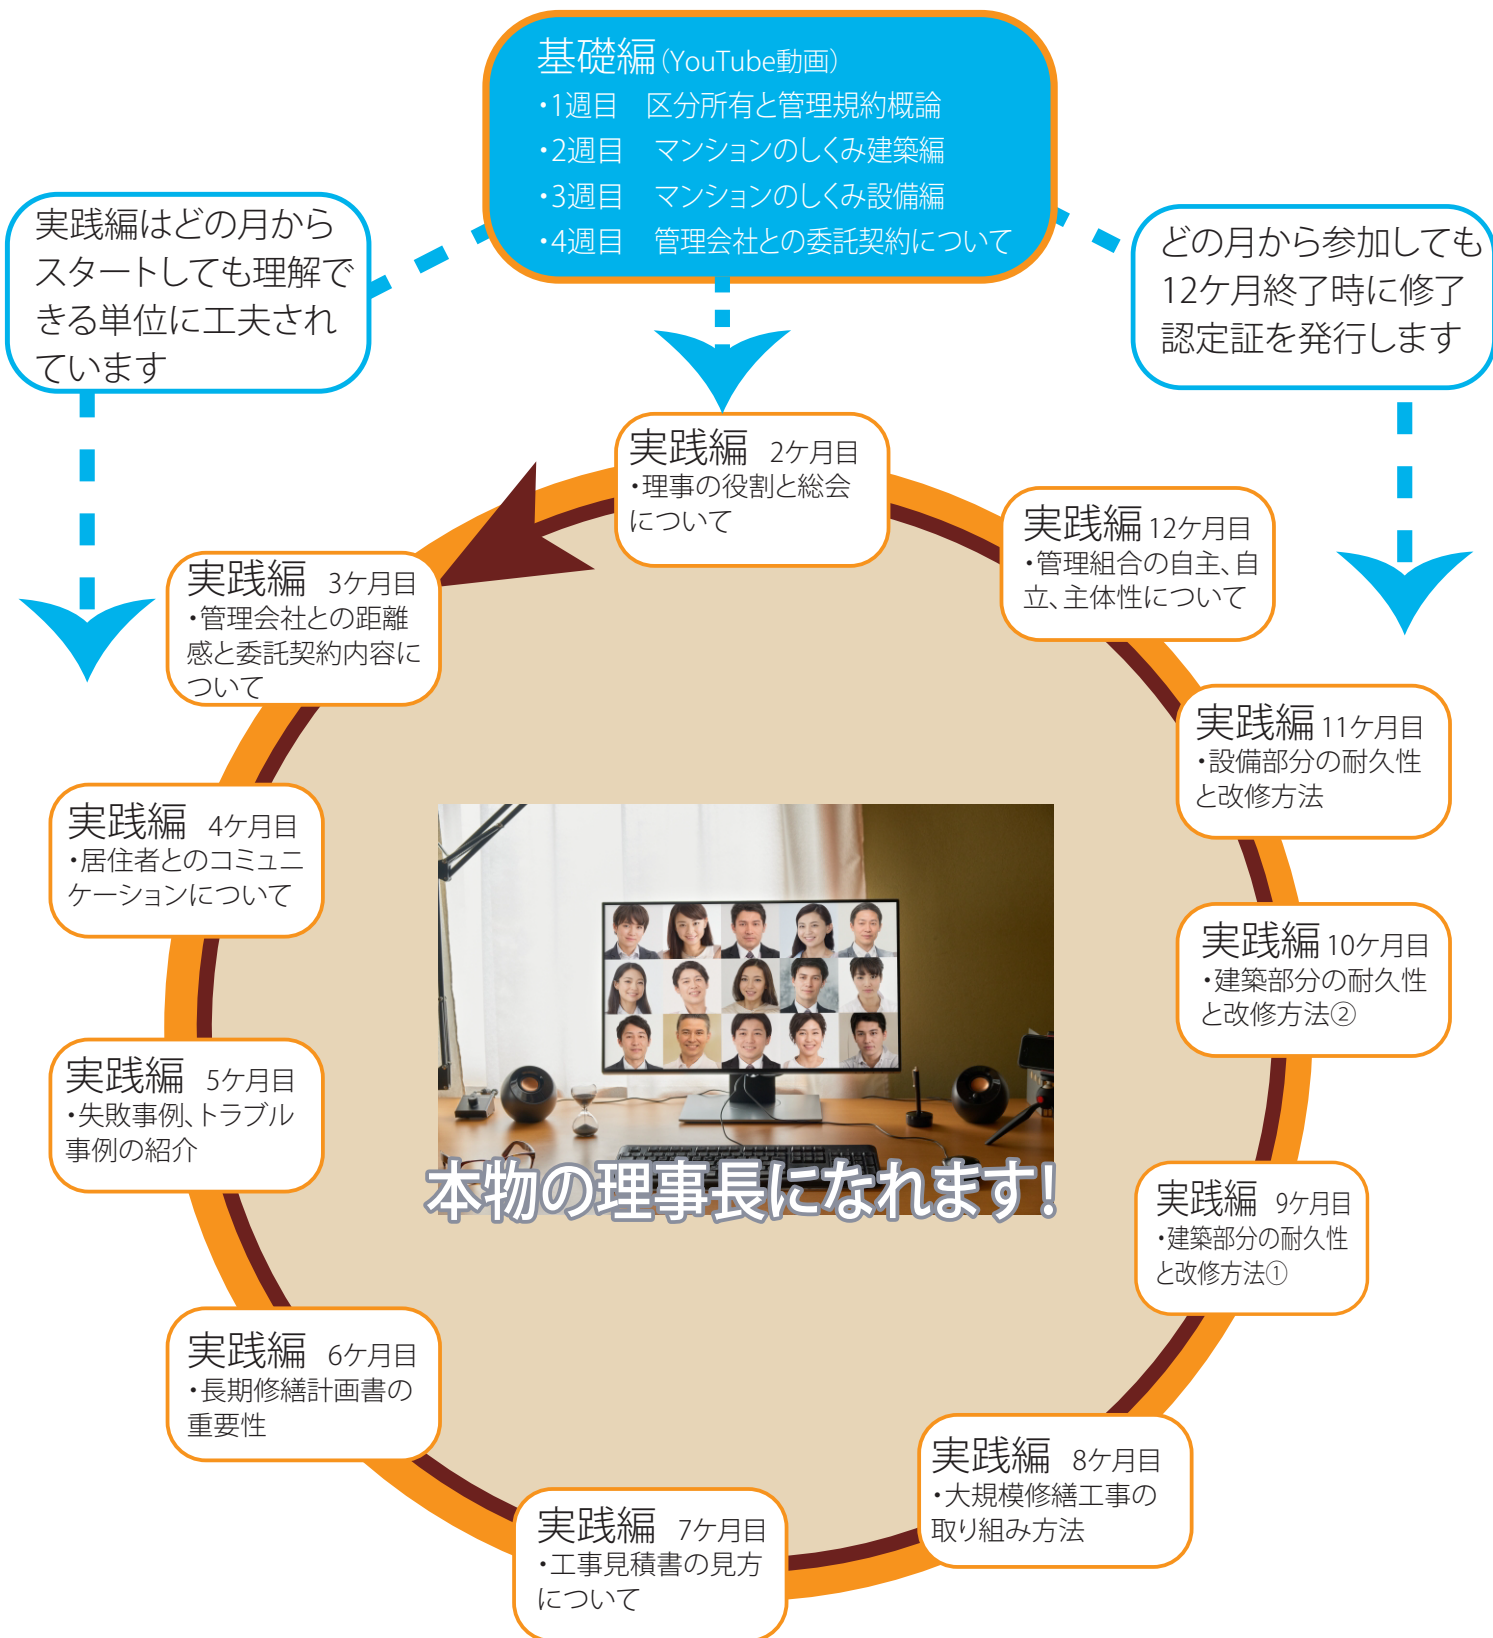 基礎編(YouTube動画)
・1週目　区分所有と管理規約概論
・2週目　マンションのしくみ建築編
・3週目　マンションのしくみ設備編
・4週目　管理会社との委託契約について
実践編はどの月から
スタートしても理解で
きる単位に工夫され
ています
どの月から参加しても
12ケ月終了時に修了
認定証を発行します
実践編　2ケ月目
・理事の役割と総会
について
実践編　3ケ月目
・管理会社との距離
感と委託契約内容に
ついて
実践編　4ケ月目
・居住者とのコミュニ
ケーションについて
実践編　5ケ月目
・失敗事例、トラブル
事例の紹介
実践編　6ケ月目
・長期修繕計画書の
重要性
実践編　7ケ月目
・工事見積書の見方
について
実践編　8ケ月目
・大規模修繕工事の
取り組み方法
実践編　9ケ月目
・建築部分の耐久性
と改修方法①
実践編 10ケ月目
・建築部分の耐久性
と改修方法②
実践編 11ケ月目
・設備部分の耐久性
と改修方法
実践編 12ケ月目
・管理組合の自主、自
立、主体性について
本物の理事長になれます!